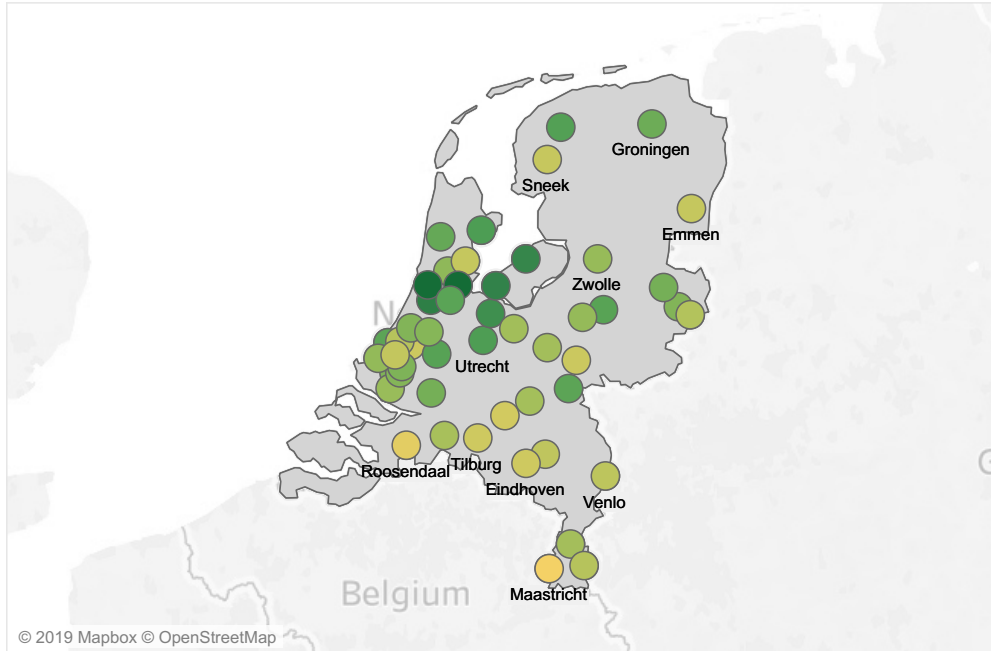 Groningen
Sneek
Emmen
Zwolle
Utrecht
Roosendaal
Tilburg
Eindhoven
Venlo
Maastricht
Belgium
© 2019 Mapbox © OpenStreetMap